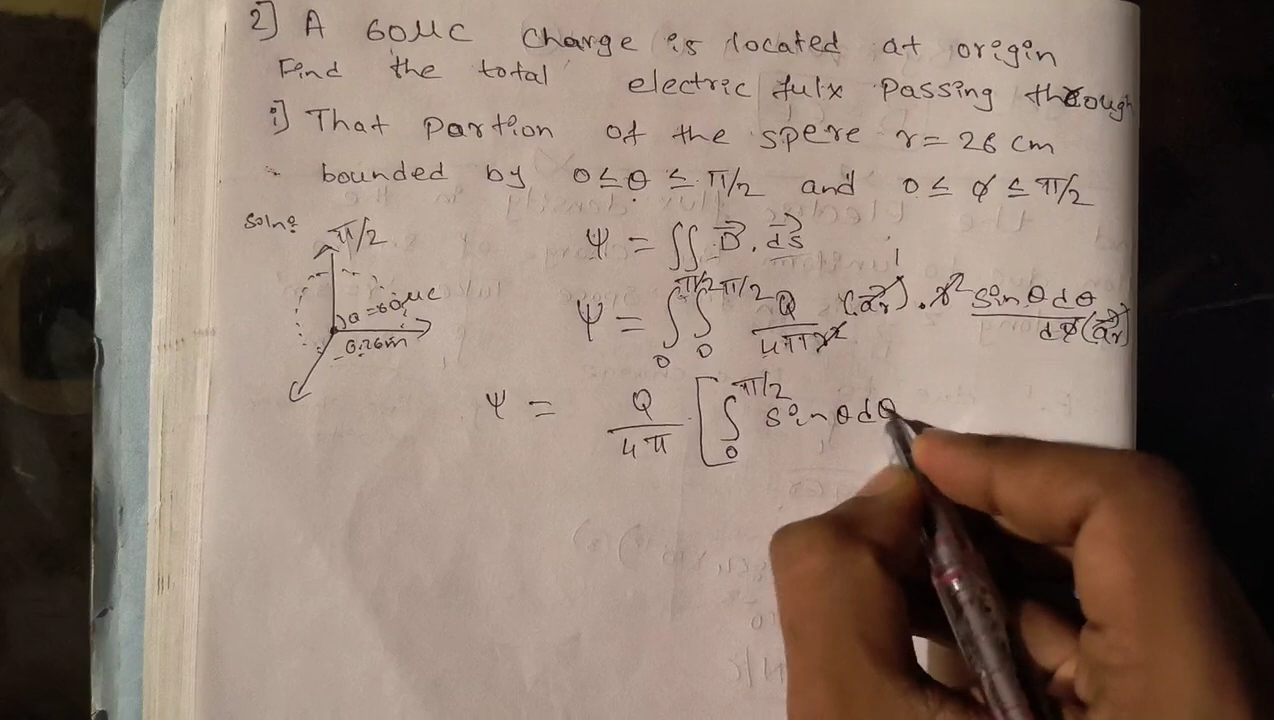 2] A 60μc charge is located at origin
Find the total electric fulx Passing through
i] That partion of the spere r = 26 cm
bounded by 0 ≤ θ ≤ π/2 and 0 ≤ ϕ ≤ π/2
soln:
π/2
Q=60μc
0.26m
Ψ = ∬ D⃗ . ds⃗
Ψ = ∫₀^π/2 ∫₀^π/2 Q/4πr² (a⃗r) . r² sinθ dθ dϕ (a⃗r) 1
Ψ = Q/4π [ ∫₀^π/2 sinθ dθ